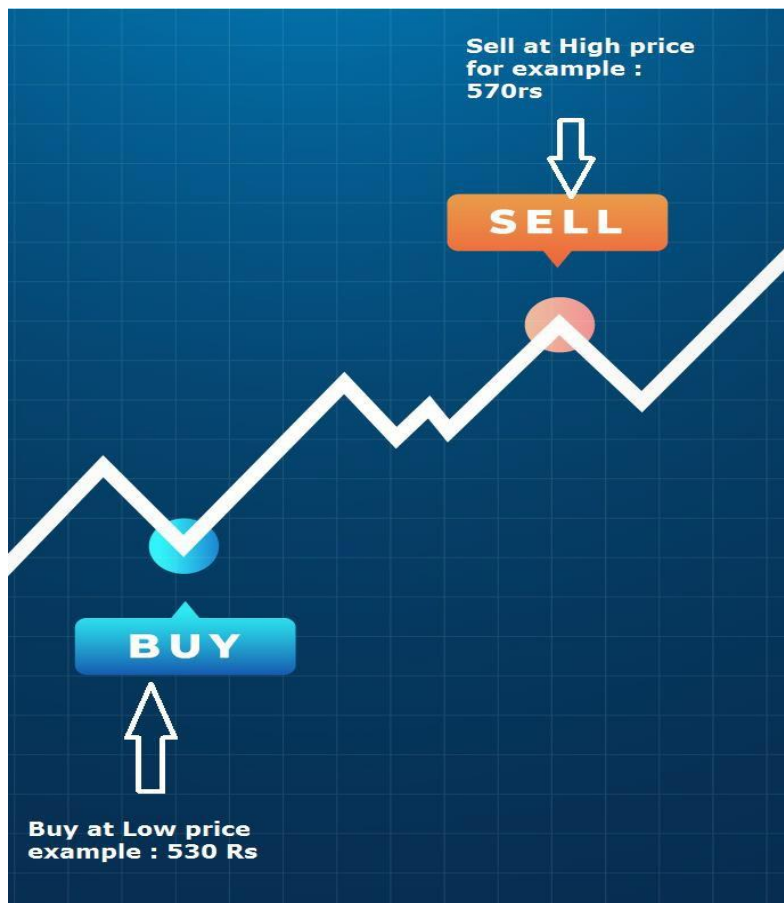 Sell at High price
for example :
570rs
SELL
BUY
Buy at Low price
example : 530 Rs